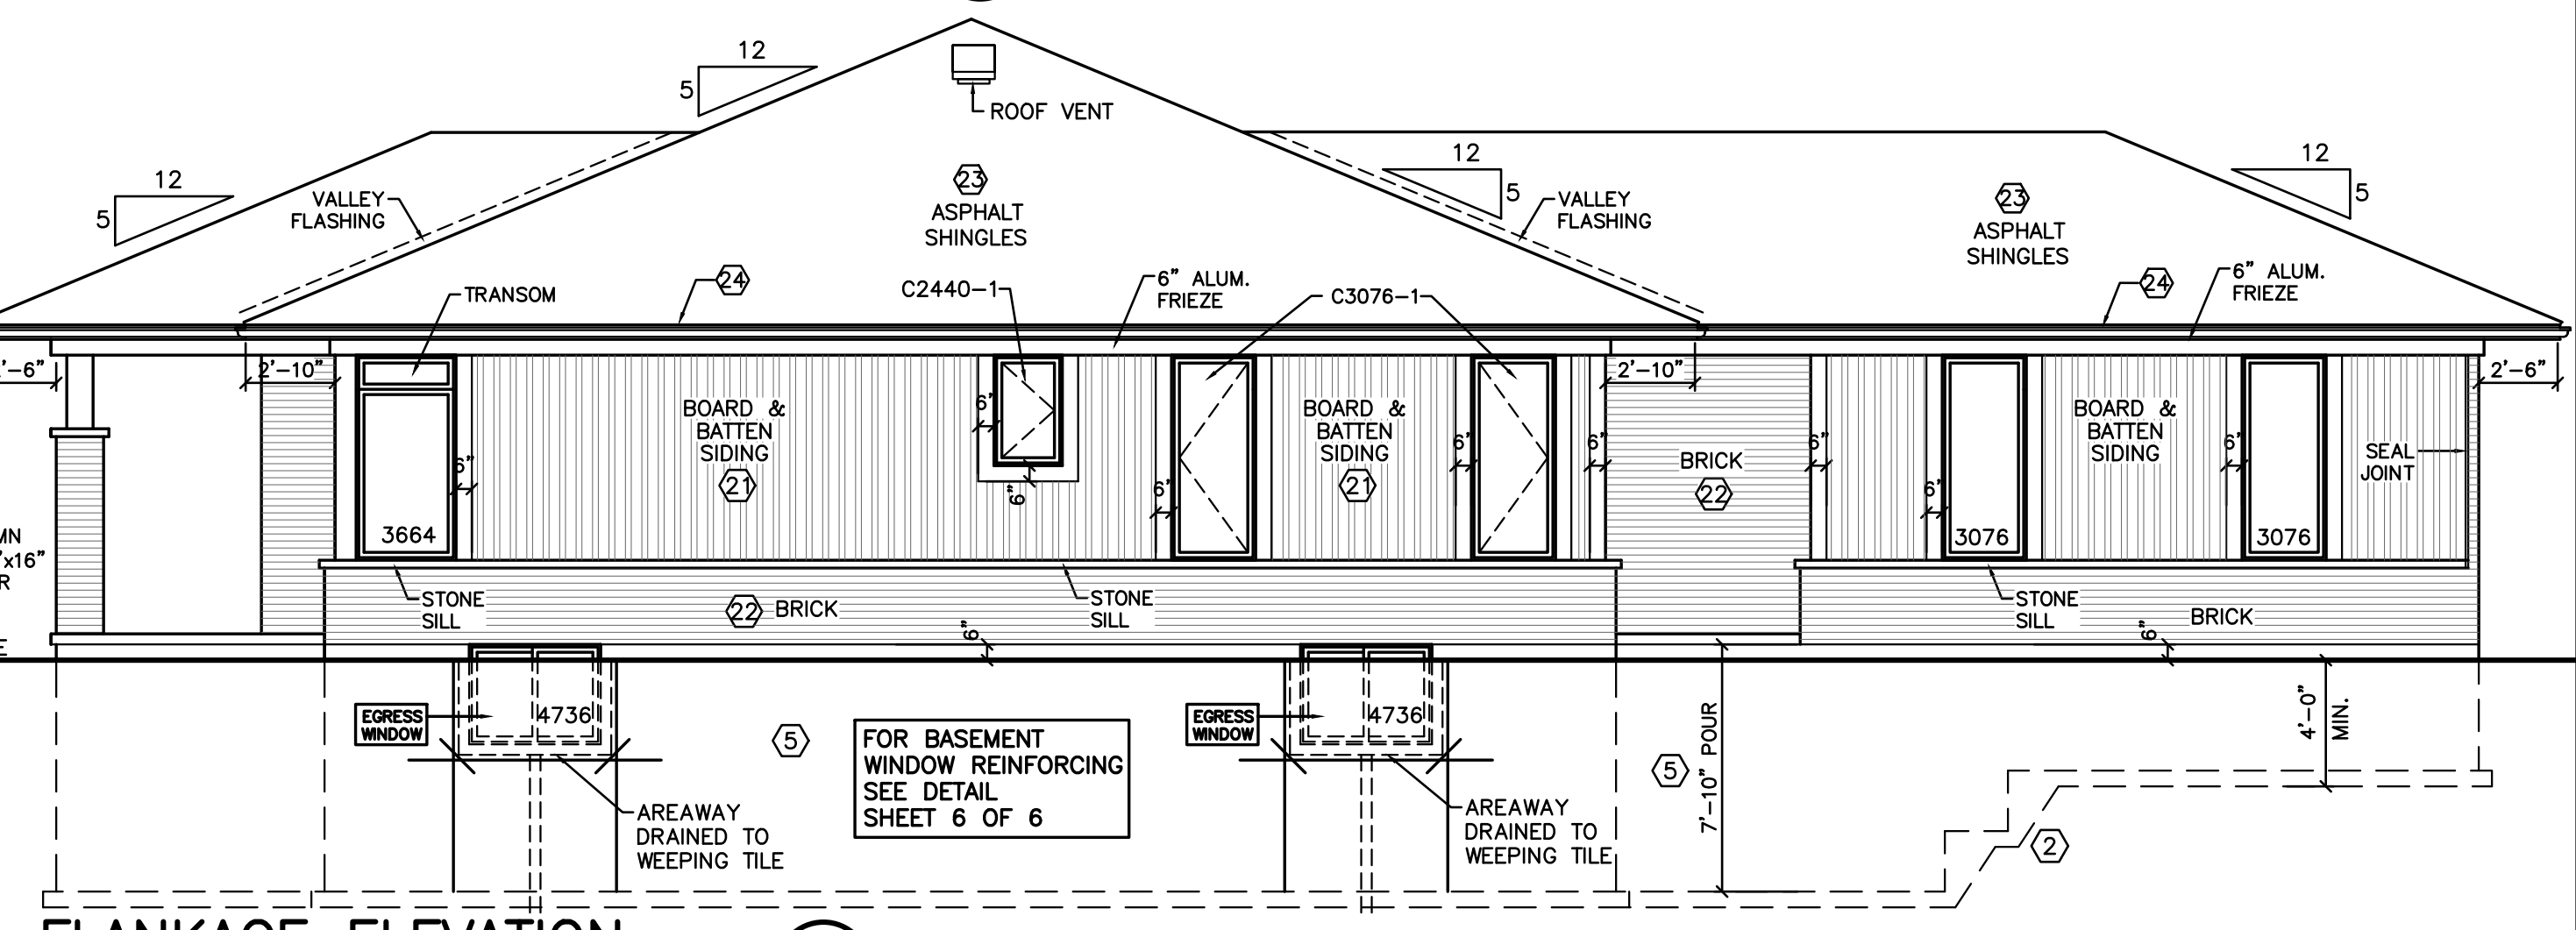 12
5
ROOF VENT
12
5
VALLEY
FLASHING
23
ASPHALT
SHINGLES
12
5
VALLEY
FLASHING
23
ASPHALT
SHINGLES
12
5
TRANSOM
24
C2440-1
6" ALUM.
FRIEZE
C3076-1
24
6" ALUM.
FRIEZE
'-6"
2'-10"
2'-10"
2'-6"
BOARD &
BATTEN
SIDING
21
6"
6"
6"
6"
BOARD &
BATTEN
SIDING
21
6"
6"
BRICK
22
6"
6"
BOARD &
BATTEN
SIDING
6"
SEAL
JOINT
3664
3076
3076
MN
'x16"
R
E
STONE
SILL
22 BRICK
6"
STONE
SILL
STONE
SILL
6"
BRICK
EGRESS
WINDOW
4736
5
FOR BASEMENT
WINDOW REINFORCING
SEE DETAIL
SHEET 6 OF 6
EGRESS
WINDOW
4736
5
7'-10" POUR
4'-0"
MIN.
AREAWAY
DRAINED TO
WEEPING TILE
AREAWAY
DRAINED TO
WEEPING TILE
2
FLANKAGE ELEVATION